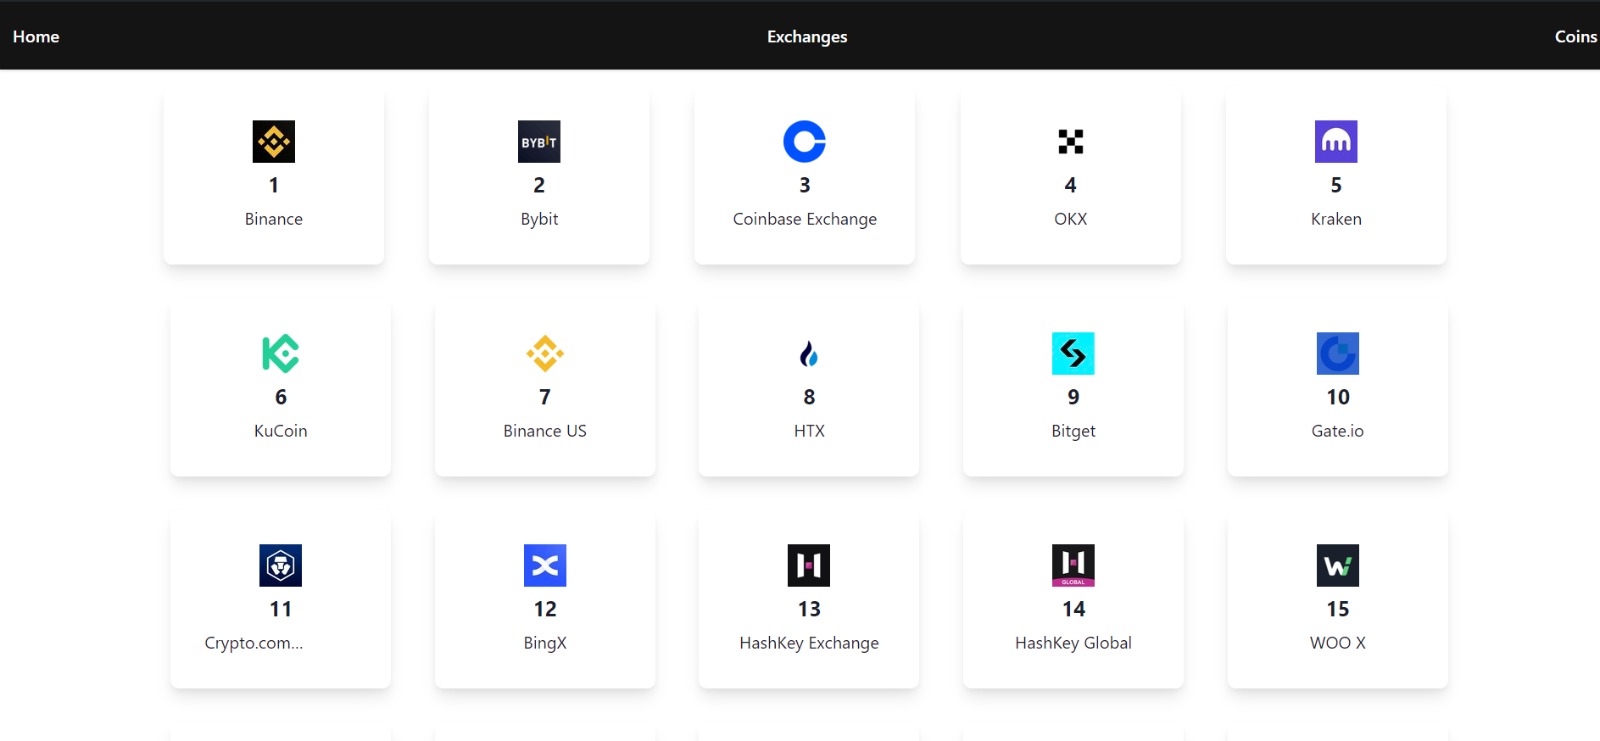 Home
Exchanges
Coins
BYBIT
1
2
3
4
5
Binance
Bybit
Coinbase Exchange
OKX
Kraken
6
7
8
9
10
KuCoin
Binance US
HTX
Bitget
Gate.io
GLOBAL
11
12
13
14
15
Crypto.com...
BingX
HashKey Exchange
HashKey Global
WOO X